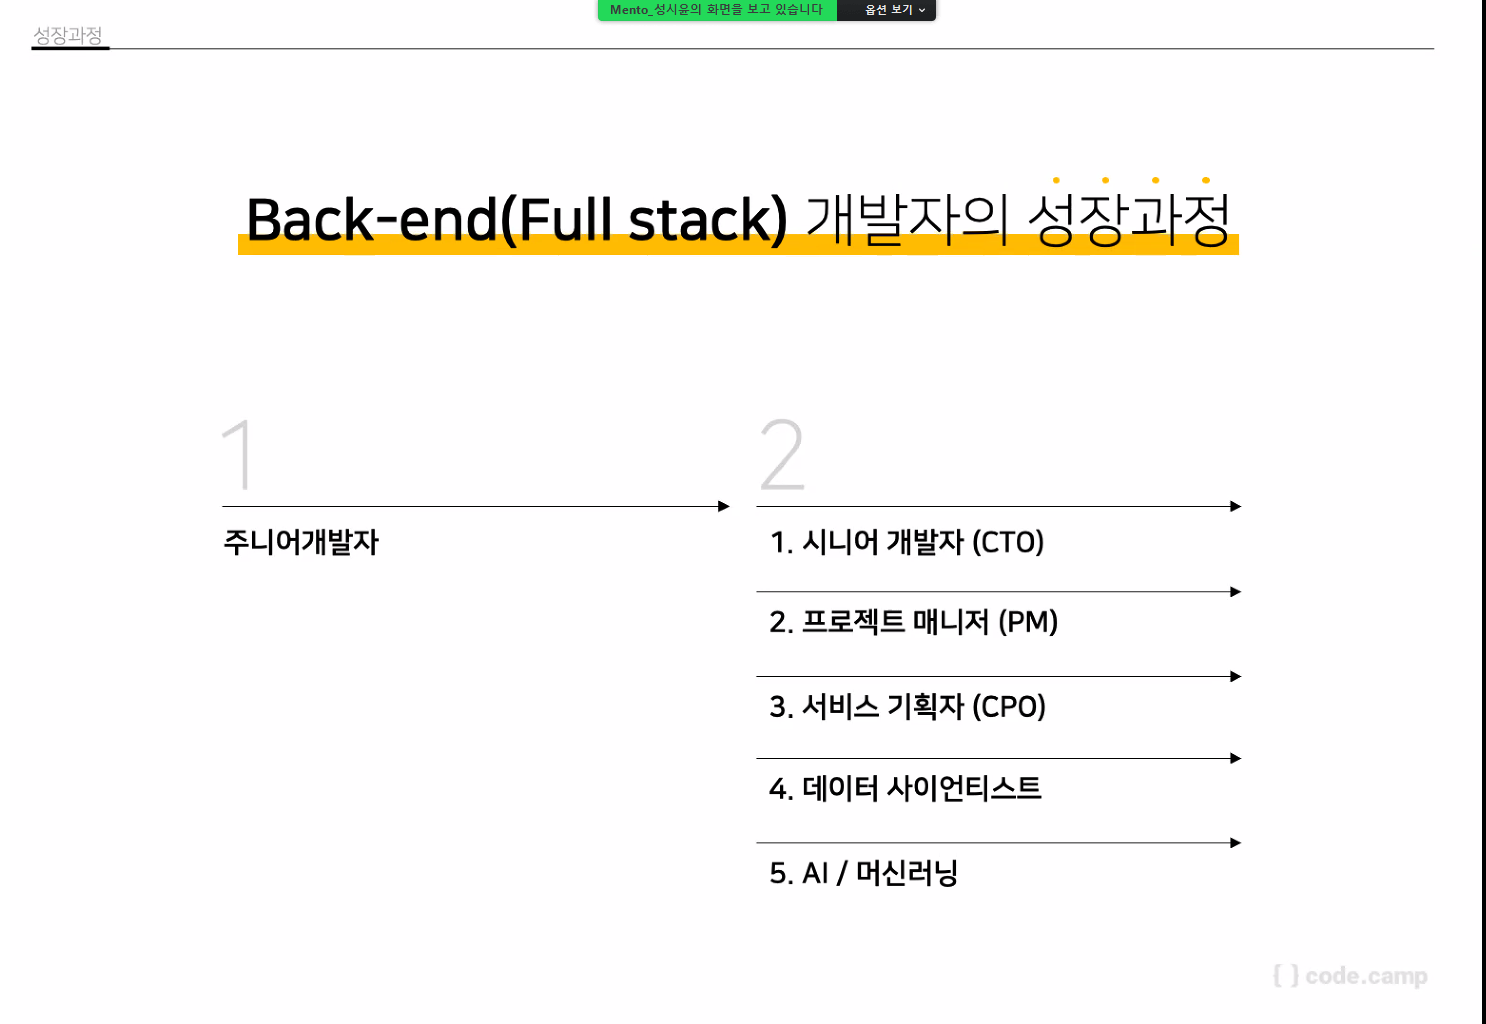 Mento_성시윤의 화면을 보고 있습니다 옵션 보기
성장과정
Back-end(Full stack) 개발자의 성장과정
1
주니어개발자
2
1. 시니어 개발자 (CTO)
2. 프로젝트 매니저 (PM)
3. 서비스 기획자 (CPO)
4. 데이터 사이언티스트
5. AI / 머신러닝
{ } code.camp